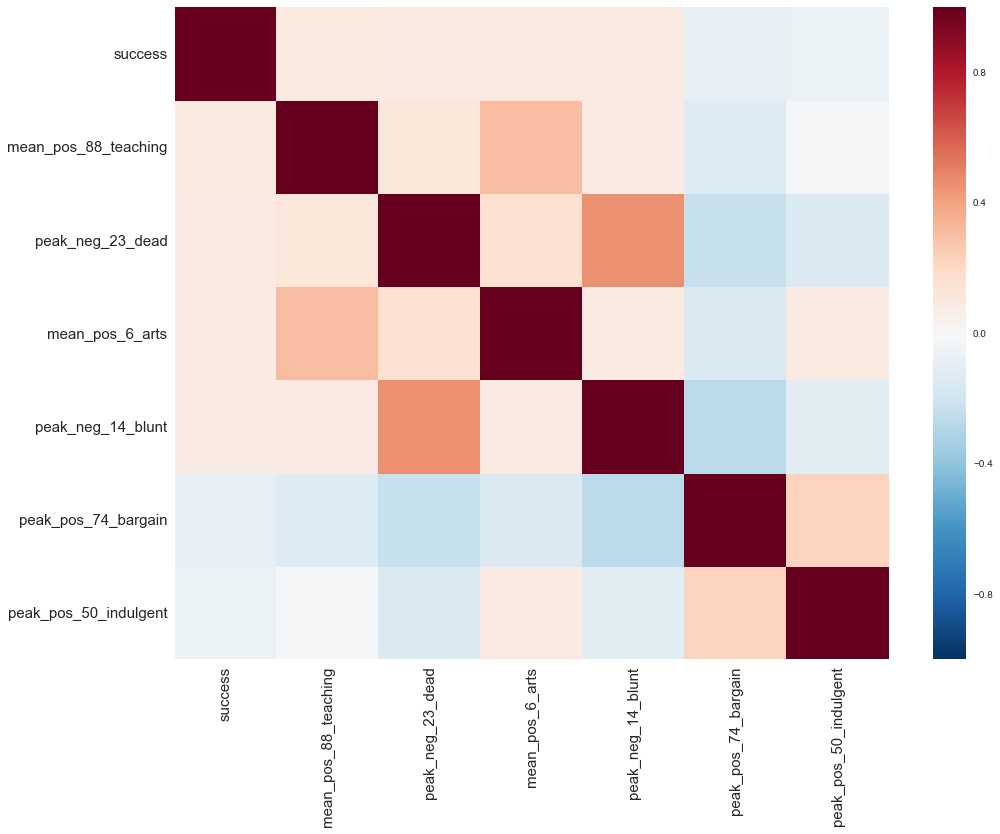 success
mean_pos_88_teaching
peak_neg_23_dead
mean_pos_6_arts
peak_neg_14_blunt
peak_pos_74_bargain
peak_pos_50_indulgent
success
mean_pos_88_teaching
peak_neg_23_dead
mean_pos_6_arts
peak_neg_14_blunt
peak_pos_74_bargain
peak_pos_50_indulgent
0.8
0.4
0.0
−0.4
−0.8